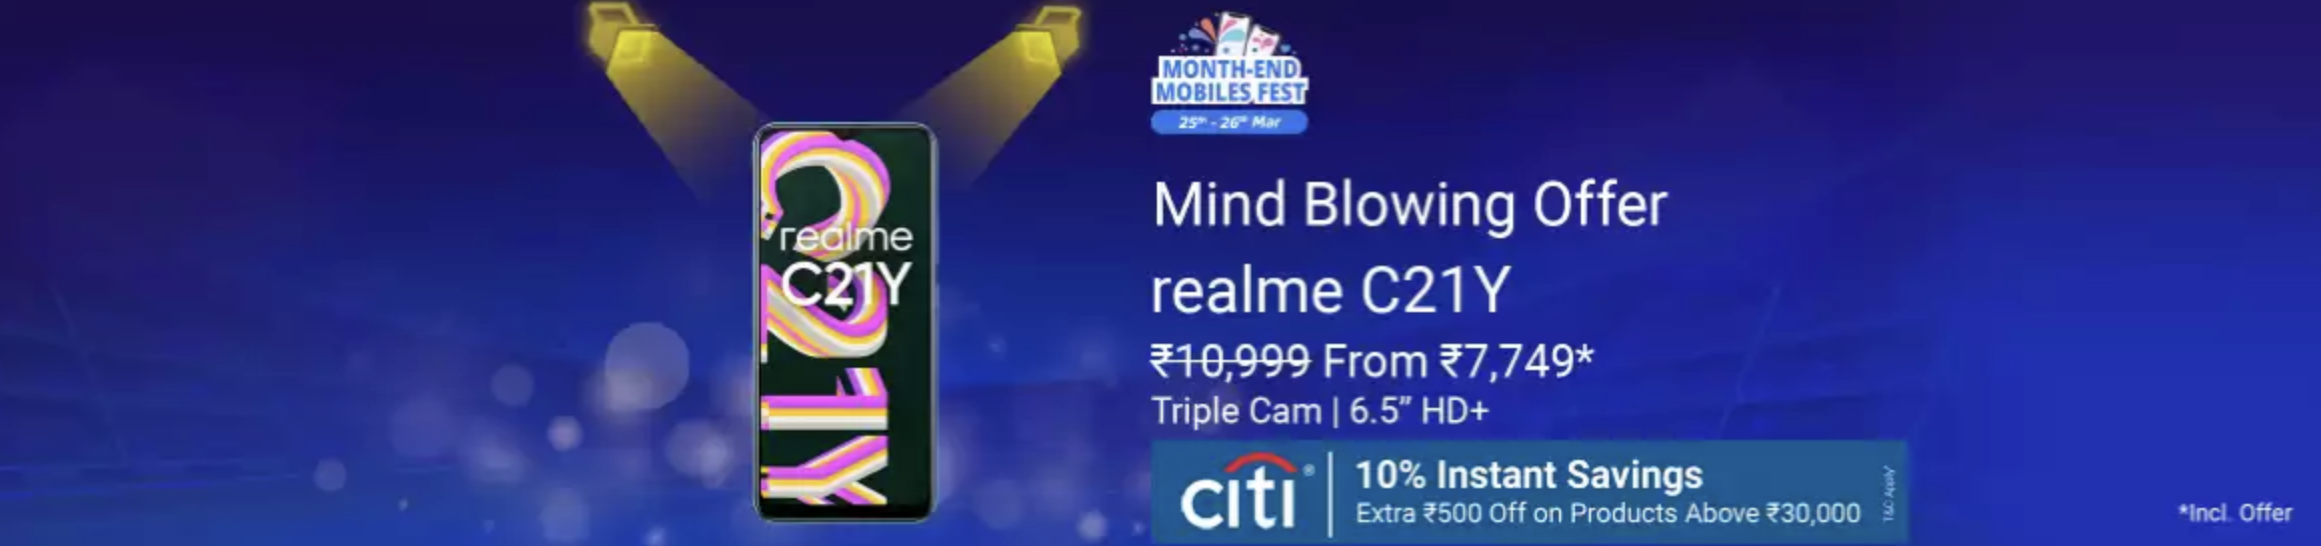 MONTH-END
MOBILES FEST
25th - 26th Mar
realme
C21Y
C21Y
Mind Blowing Offer
realme C21Y
₹10,999 From ₹7,749*
Triple Cam | 6.5” HD+
citi®
10% Instant Savings
Extra ₹500 Off on Products Above ₹30,000
T&C Apply
*Incl. Offer